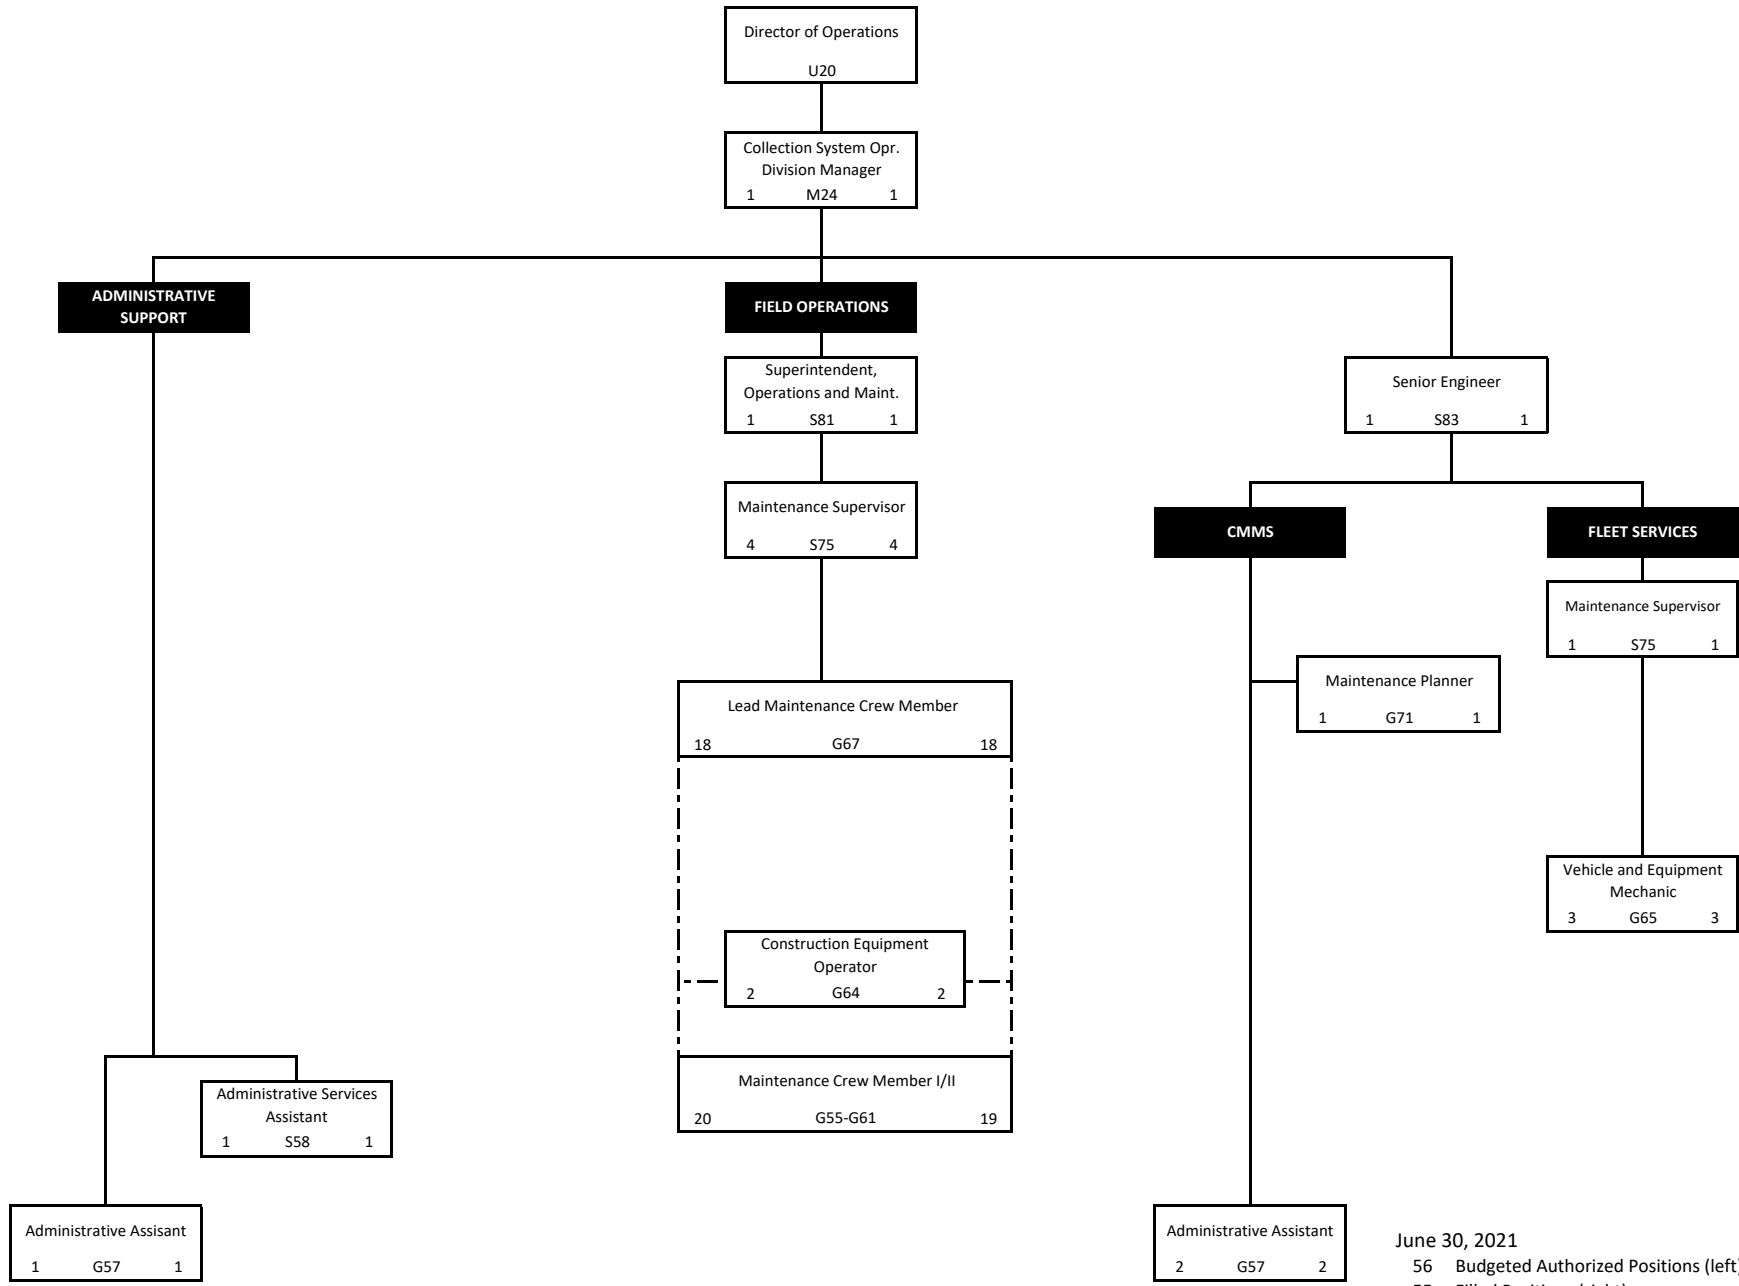 Director of Operations
U20
Collection System Opr.
Division Manager
1 M24 1
ADMINISTRATIVE
SUPPORT
FIELD OPERATIONS
Superintendent,
Operations and Maint.
1 S81 1
Senior Engineer
1 S83 1
Maintenance Supervisor
4 S75 4
CMMS
FLEET SERVICES
Maintenance Supervisor
1 S75 1
Maintenance Planner
1 G71 1
Lead Maintenance Crew Member
18 G67 18
Vehicle and Equipment
Mechanic
3 G65 3
Construction Equipment
Operator
2 G64 2
Maintenance Crew Member I/II
20 G55-G61 19
Administrative Services
Assistant
1 S58 1
Administrative Assisant
1 G57 1
Administrative Assistant
2 G57 2
June 30, 2021
56 Budgeted Authorized Positions (left)